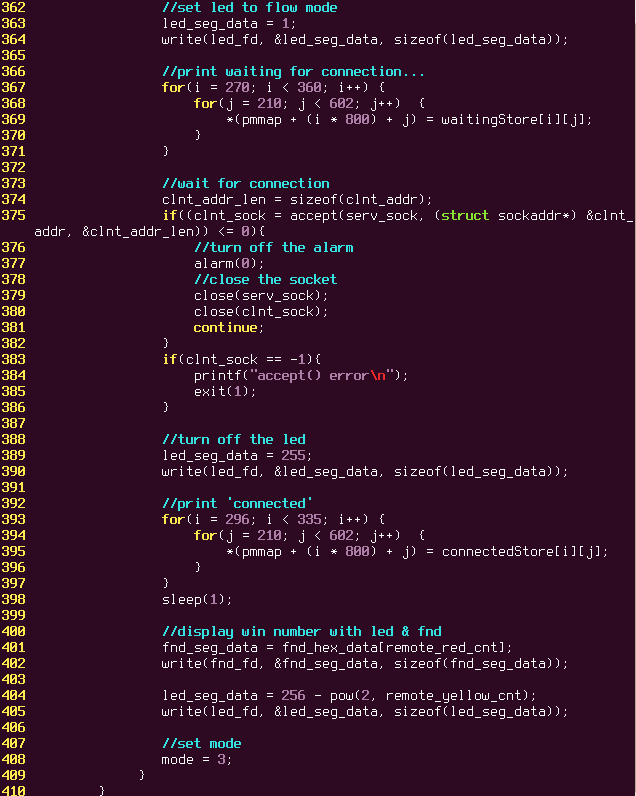 362                 //set led to flow mode
363                 led_seg_data = 1;
364                 write(led_fd, &led_seg_data, sizeof(led_seg_data));
365
366                 //print waiting for connection...
367                 for(i = 270; i < 360; i++) {
368                     for(j = 210; j < 602; j++)  {
369                         *(pmmap + (i * 800) + j) = waitingStore[i][j];
370                     }
371                 }
372
373                 //wait for connection
374                 clnt_addr_len = sizeof(clnt_addr);
375                 if((clnt_sock = accept(serv_sock, (struct sockaddr*) &clnt_
    addr, &clnt_addr_len)) <= 0){
376                     //turn off the alarm
377                     alarm(0);
378                     //close the socket
379                     close(serv_sock);
380                     close(clnt_sock);
381                     continue;
382                 }
383                 if(clnt_sock == -1){
384                     printf("accept() error\n");
385                     exit(1);
386                 }
387
388                 //turn off the led
389                 led_seg_data = 255;
390                 write(led_fd, &led_seg_data, sizeof(led_seg_data));
391
392                 //print 'connected'
393                 for(i = 296; i < 335; i++) {
394                     for(j = 210; j < 602; j++)  {
395                         *(pmmap + (i * 800) + j) = connectedStore[i][j];
396                     }
397                 }
398                 sleep(1);
399
400                 //display win number with led & fnd
401                 fnd_seg_data = fnd_hex_data[remote_red_cnt];
402                 write(fnd_fd, &fnd_seg_data, sizeof(fnd_seg_data));
403
404                 led_seg_data = 256 - pow(2, remote_yellow_cnt);
405                 write(led_fd, &led_seg_data, sizeof(led_seg_data));
406
407                 //set mode
408                 mode = 3;
409             }
410         }